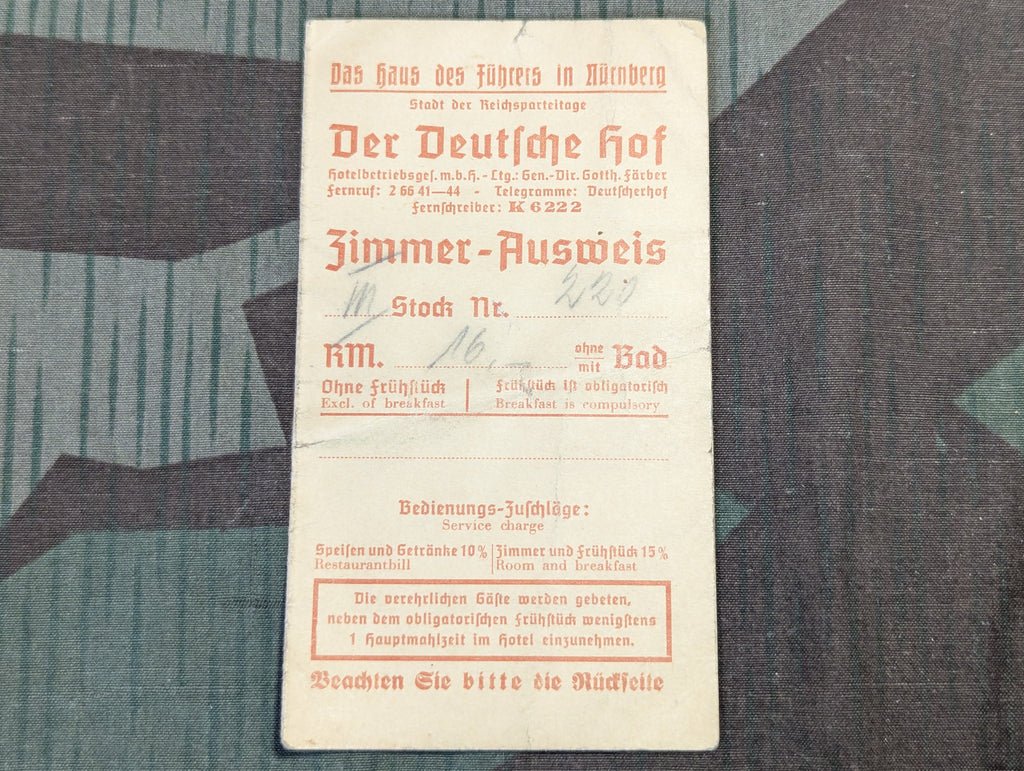 Das Haus des Führers in Nürnberg
Stadt der Reichsparteitage
Der Deutsche Hof
Hotelbetriebsges. m. b. H. - Ltg.: Gen.-Dir. Gotth. Färber
Fernruf: 2 66 41—44 - Telegramme: Deutscherhof
Fernschreiber: K 6222
Zimmer-Ausweis
III Stock Nr. 220
RM. 16,- ohne mit Bad
Ohne Frühstück | Frühstück ist obligatorisch
Excl. of breakfast | Breakfast is compulsory
Bedienungs-Zuschläge:
Service charge
Speisen und Getränke 10% | Zimmer und Frühstück 15%
Restaurantbill | Room and breakfast
Die verehrlichen Gäste werden gebeten,
neben dem obligatorischen Frühstück wenigstens
1 Hauptmahlzeit im Hotel einzunehmen.
Beachten Sie bitte die Rückseite